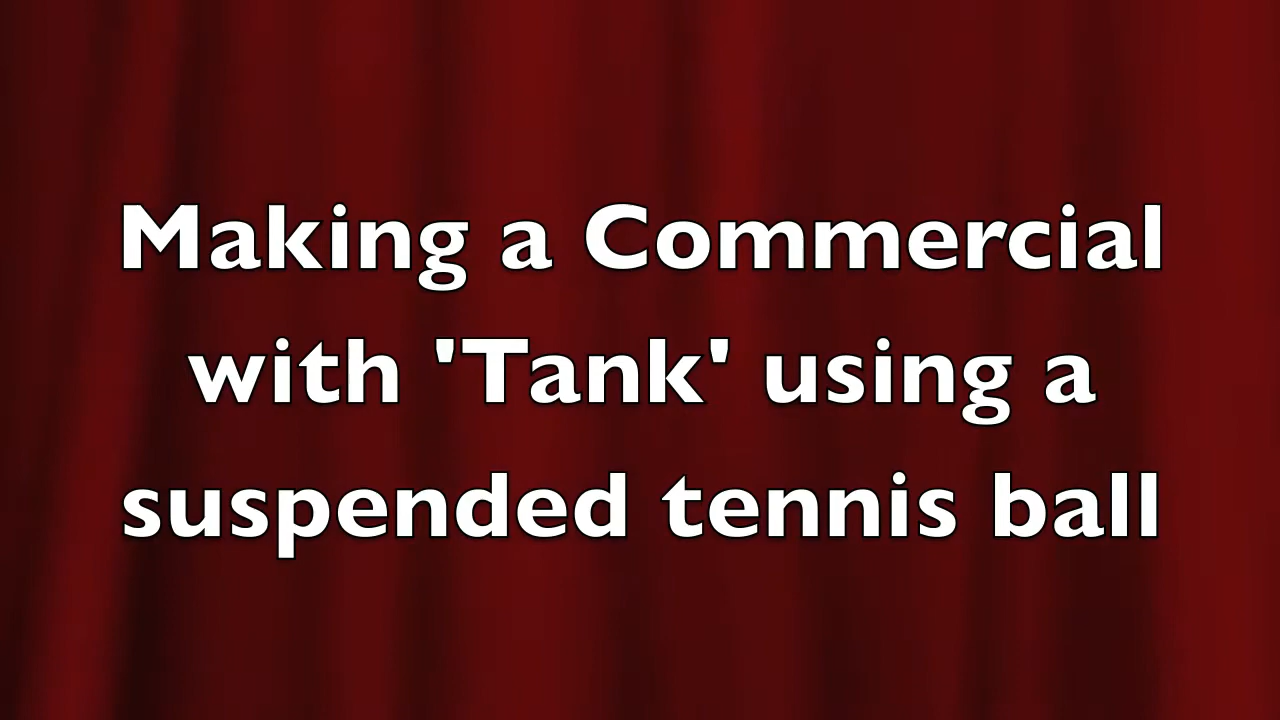 Making a Commercial
with 'Tank' using a
suspended tennis ball